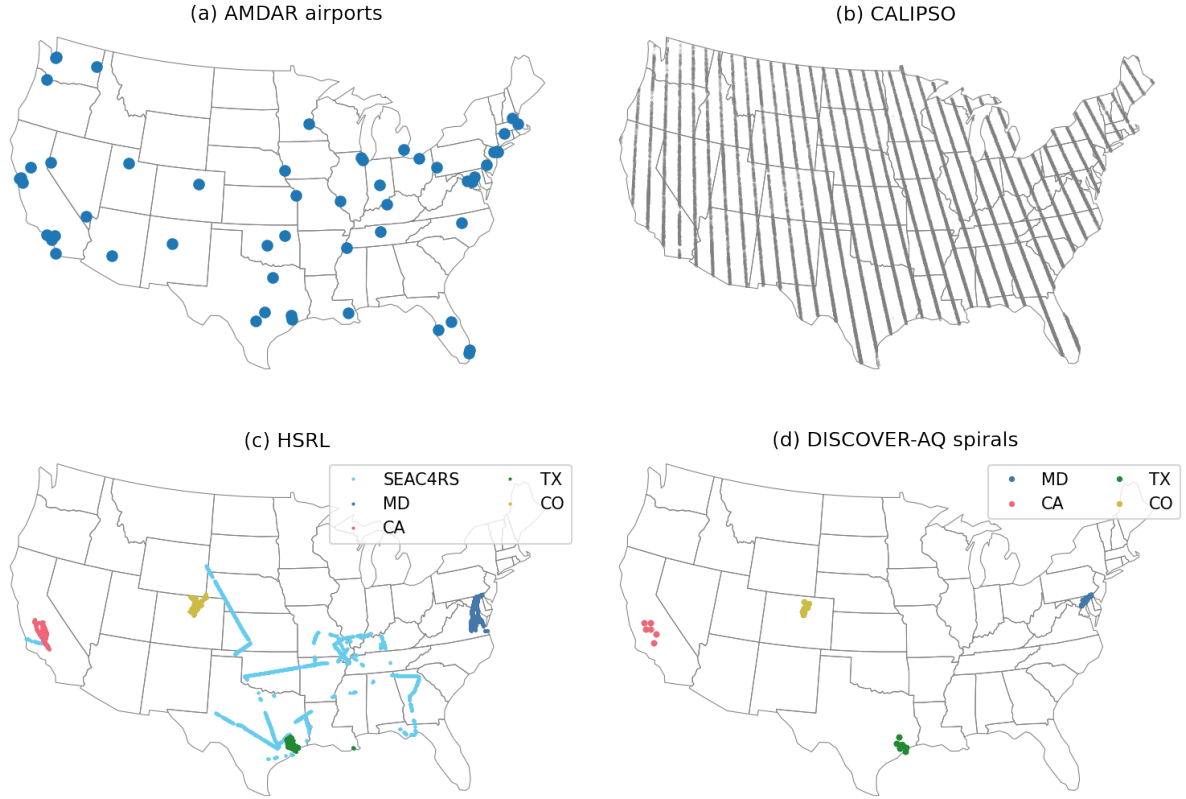 (a) AMDAR airports
(b) CALIPSO
(c) HSRL
SEAC4RS
MD
CA
TX
CO
(d) DISCOVER-AQ spirals
MD
CA
TX
CO